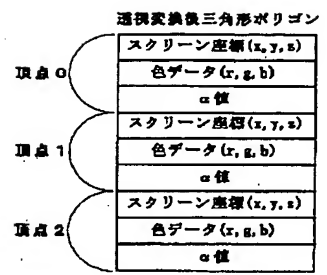 透視変換後三角形ポリゴン
頂点0
スクリーン座標(x,y,z)
色データ(r,g,b)
α値
頂点1
スクリーン座標(x,y,z)
色データ(r,g,b)
α値
頂点2
スクリーン座標(x,y,z)
色データ(r,g,b)
α値